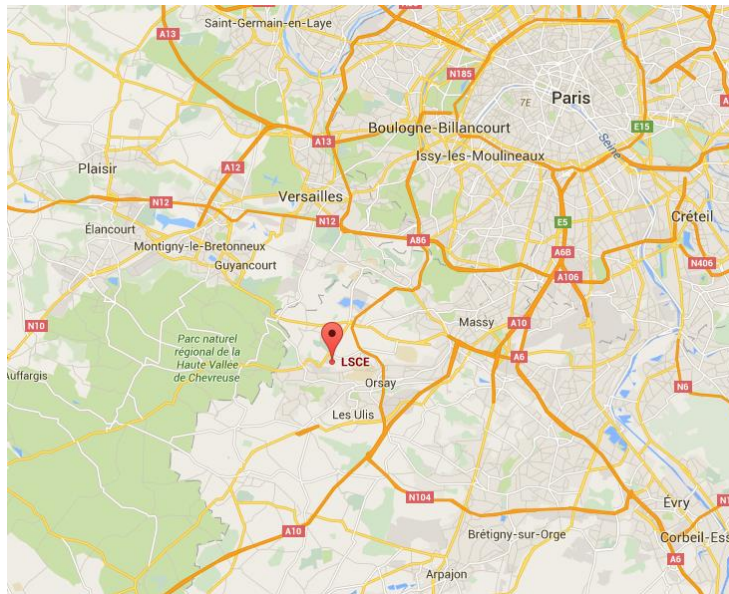 Saint-Germain-en-Laye
A13
N185
7E
Paris
E15
Seine
Boulogne-Billancourt
A13
Issy-les-Moulineaux
Plaisir
A12
Versailles
N12
N12
Créteil
E5
Élancourt
A86
Montigny-le-Bretonneux
A6B
Guyancourt
N406
A106
N10
Massy
A10
Parc naturel
régional de la
Haute Vallée
de Chevreuse
LSCE
A6
Auffargis
Orsay
N6
Les Ulis
N104
Évry
A10
Brétigny-sur-Orge
Corbeil-Ess
A6
Arpajon